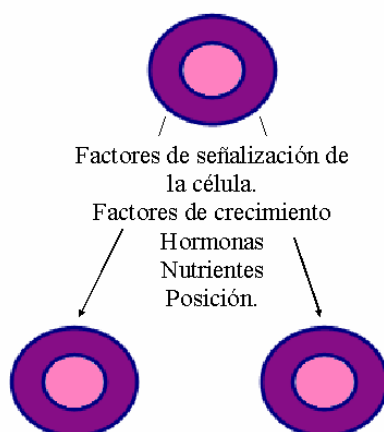 Factores de señalización de
la célula.
Factores de crecimiento
Hormonas
Nutrientes
Posición.